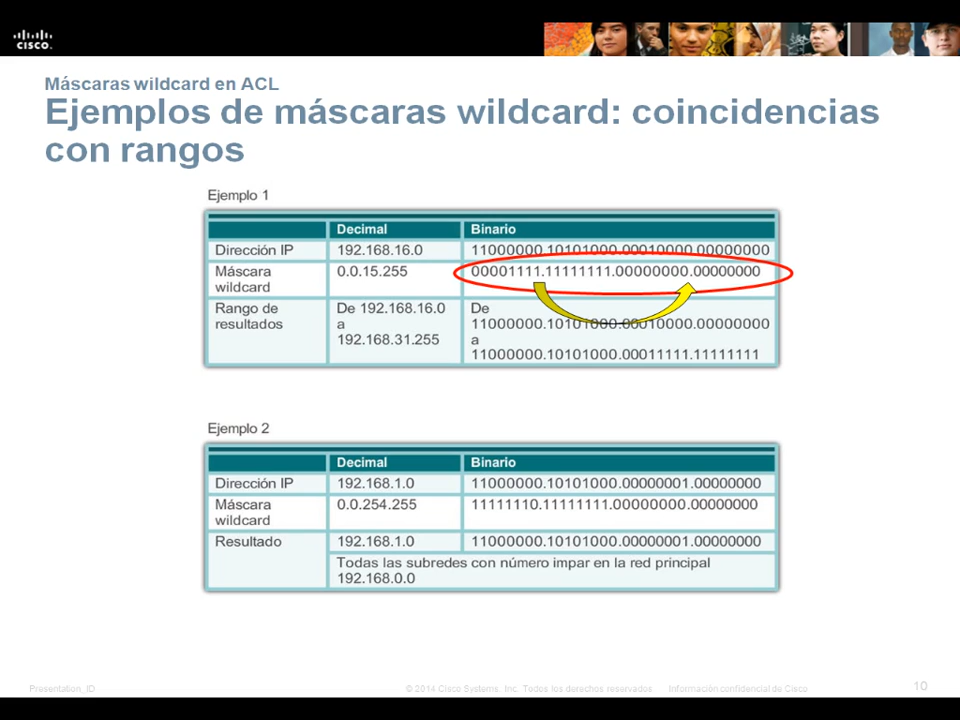 CISCO.
Máscaras wildcard en ACL
Ejemplos de máscaras wildcard: coincidencias
con rangos
Ejemplo 1
Decimal Binario
Dirección IP 192.168.16.0 11000000.10101000.00010000.00000000
Máscara wildcard 0.0.15.255 00001111.11111111.00000000.00000000
Rango de resultados De 192.168.16.0 a 192.168.31.255 De 11000000.10101000.00010000.00000000 a 11000000.10101000.00011111.11111111
Ejemplo 2
Decimal Binario
Dirección IP 192.168.1.0 11000000.10101000.00000001.00000000
Máscara wildcard 0.0.254.255 11111110.11111111.00000000.00000000
Resultado 192.168.1.0 11000000.10101000.00000001.00000000
Todas las subredes con número impar en la red principal
192.168.0.0
Presentation_ID © 2014 Cisco Systems, Inc. Todos los derechos reservados. Información confidencial de Cisco 10